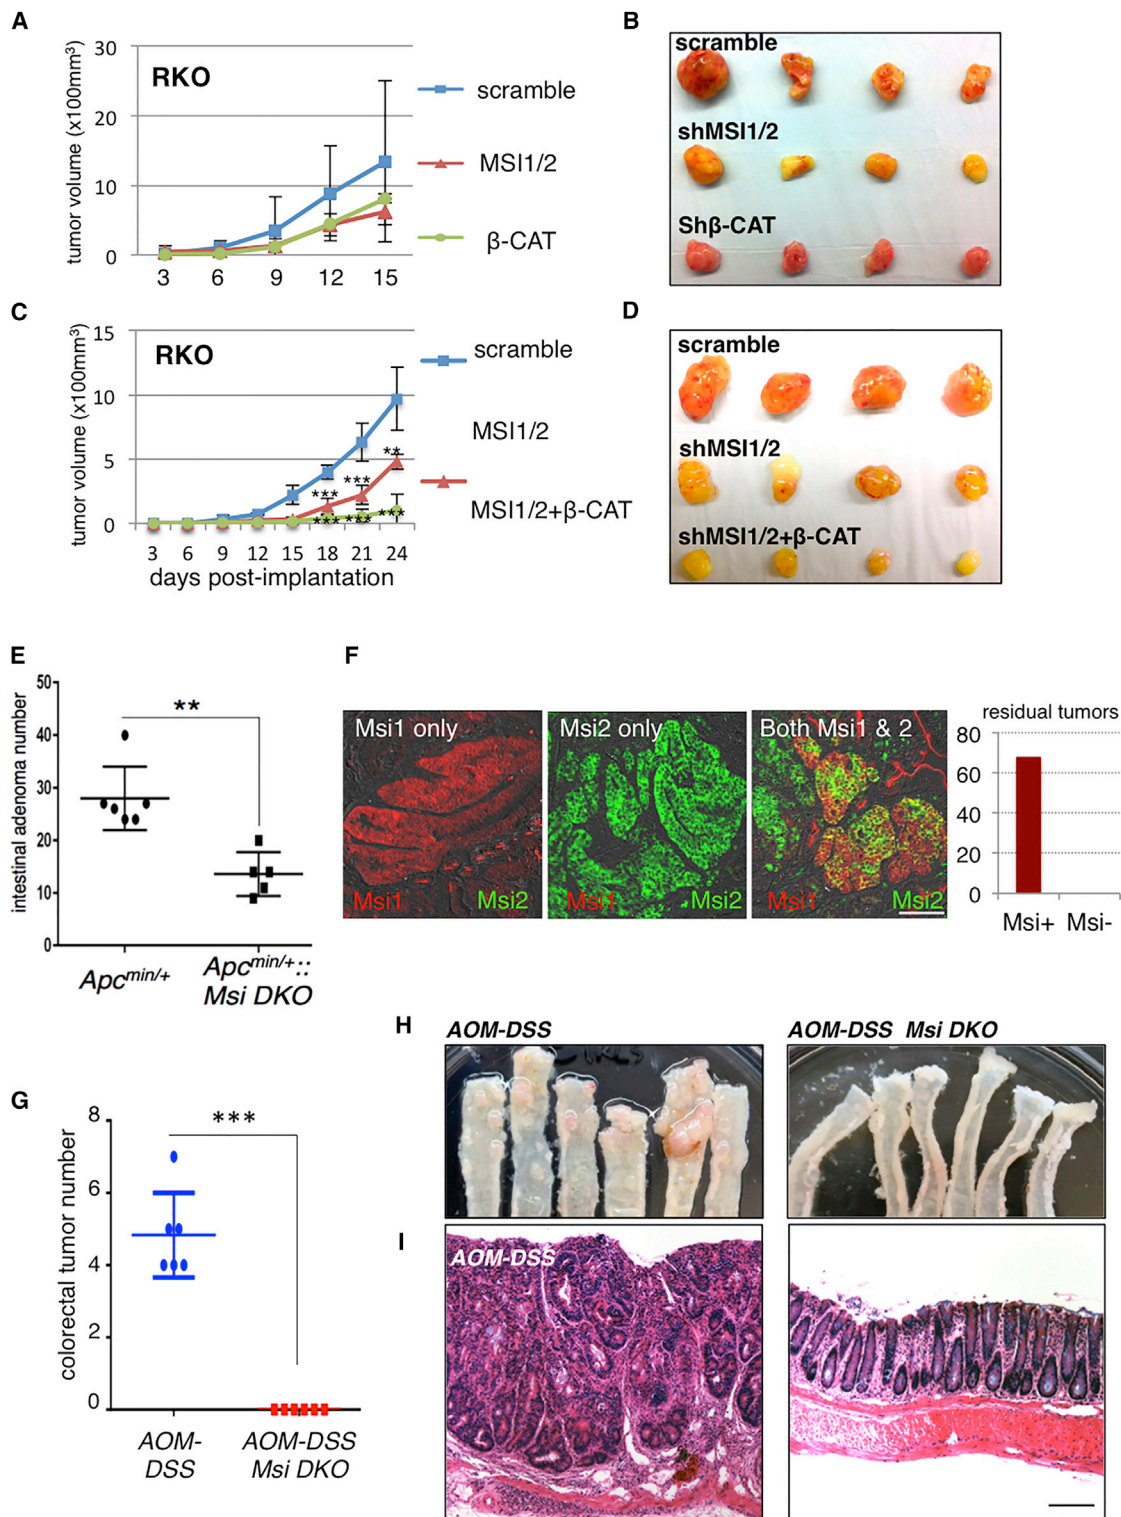 A
30
20
10
0
tumor volume (x100mm³)
RKO
scramble
MSI1/2
β-CAT
3 6 9 12 15
B
scramble
shMSI1/2
Shβ-CAT
C
15
10
5
0
tumor volume (x100mm³)
RKO
scramble
MSI1/2
MSI1/2+β-CAT
***
***
**
***
***
***
3 6 9 12 15 18 21 24
days post-implantation
D
scramble
shMSI1/2
shMSI1/2+β-CAT
E
50
40
30
20
10
0
intestinal adenoma number
**
Apcmin/+
Apcmin/+::
Msi DKO
F
Msi1 only
Msi1 Msi2
Msi2 only
Msi1 Msi2
Both Msi1 & 2
Msi1 Msi2
residual tumors
80
60
40
20
0
Msi+ Msi-
G
8
6
4
2
0
colorectal tumor number
***
AOM-
DSS
AOM-DSS
Msi DKO
H
AOM-DSS
AOM-DSS Msi DKO
I
AOM-DSS